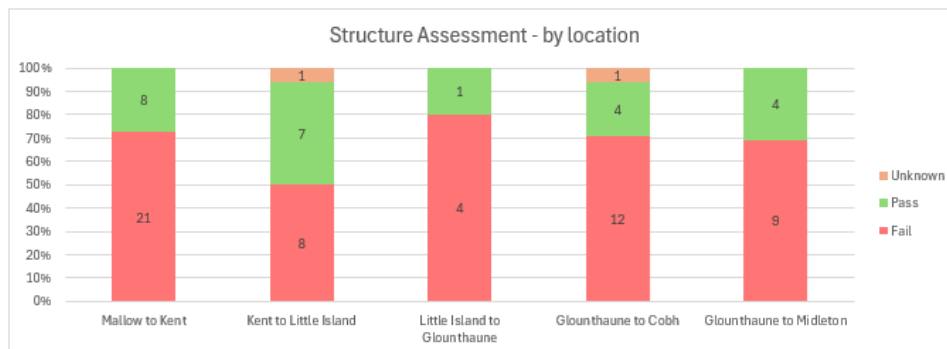 Structure Assessment - by location
100%
90%
80%
70%
60%
50%
40%
30%
20%
10%
0%
8
21
1
7
8
1
4
1
4
12
4
9
Mallow to Kent
Kent to Little Island
Little Island to
Glounthaune
Glounthaune to Cobh
Glounthaune to Midleton
Unknown
Pass
Fail